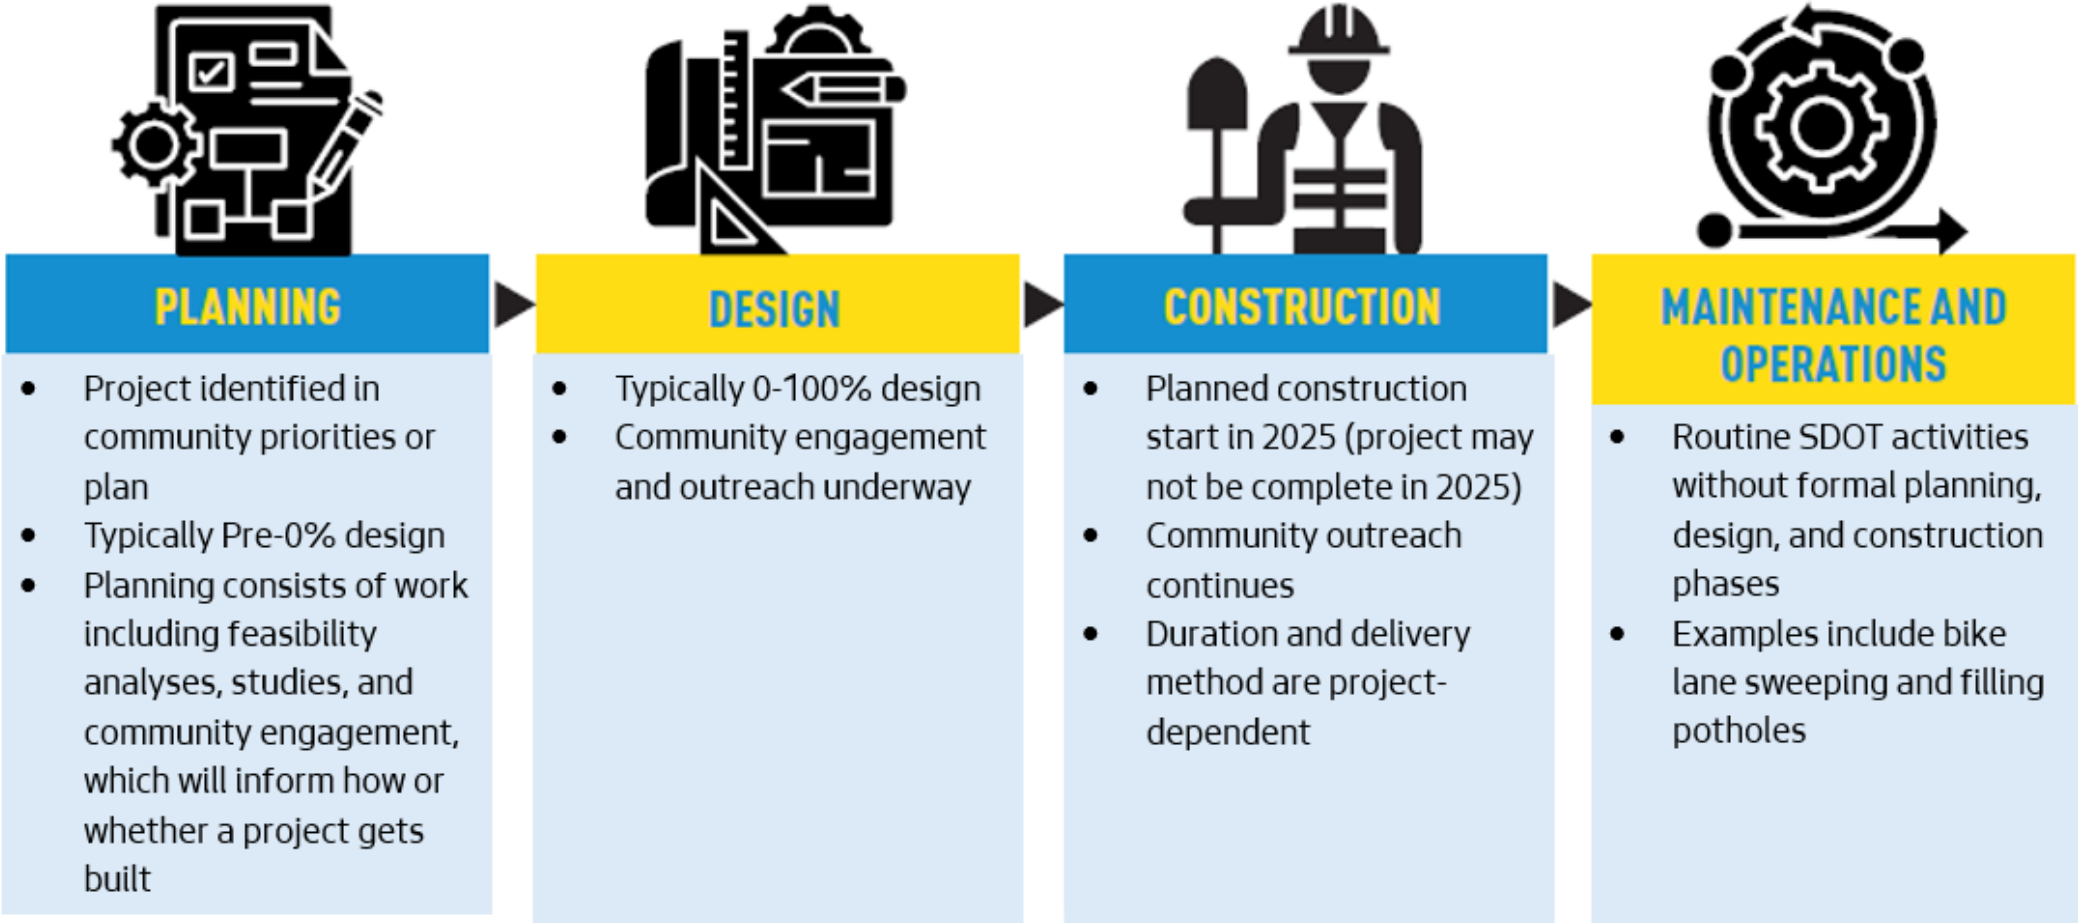 PLANNING
• Project identified in
community priorities or
plan
• Typically Pre-0% design
• Planning consists of work
including feasibility
analyses, studies, and
community engagement,
which will inform how or
whether a project gets
built
DESIGN
• Typically 0-100% design
• Community engagement
and outreach underway
CONSTRUCTION
• Planned construction
start in 2025 (project may
not be complete in 2025)
• Community outreach
continues
• Duration and delivery
method are project-
dependent
MAINTENANCE AND
OPERATIONS
• Routine SDOT activities
without formal planning,
design, and construction
phases
• Examples include bike
lane sweeping and filling
potholes